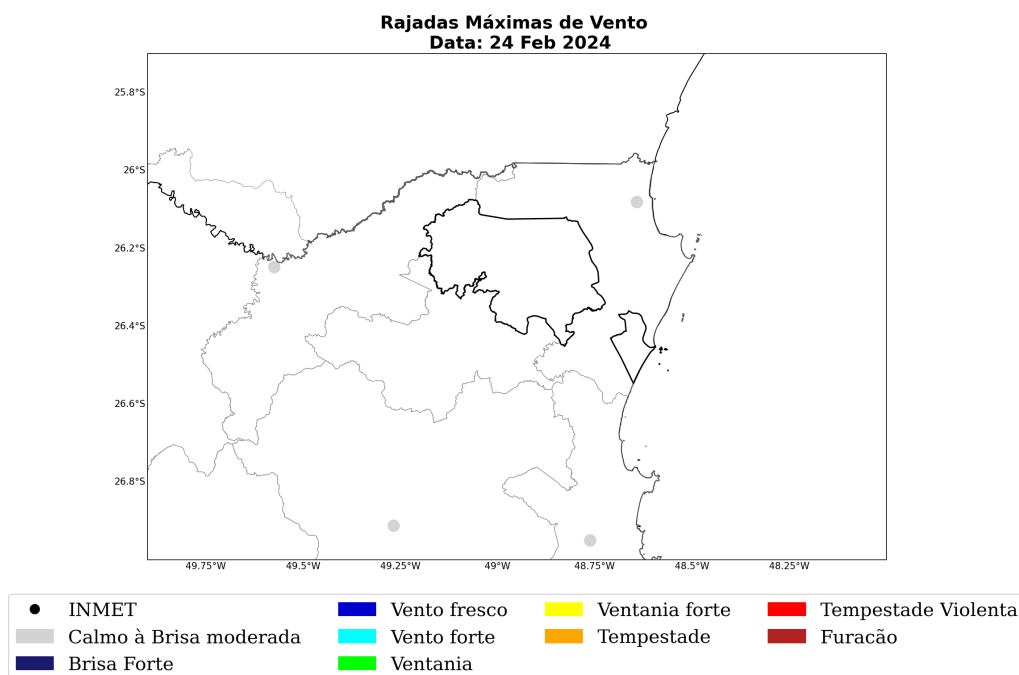 Rajadas Máximas de Vento
Data: 24 Feb 2024
25.8°S
26°S
26.2°S
26.4°S
26.6°S
26.8°S
49.75°W 49.5°W 49.25°W 49°W 48.75°W 48.5°W 48.25°W
INMET Vento fresco Ventania forte Tempestade Violenta
Calmo à Brisa moderada Vento forte Tempestade Furacão
Brisa Forte Ventania